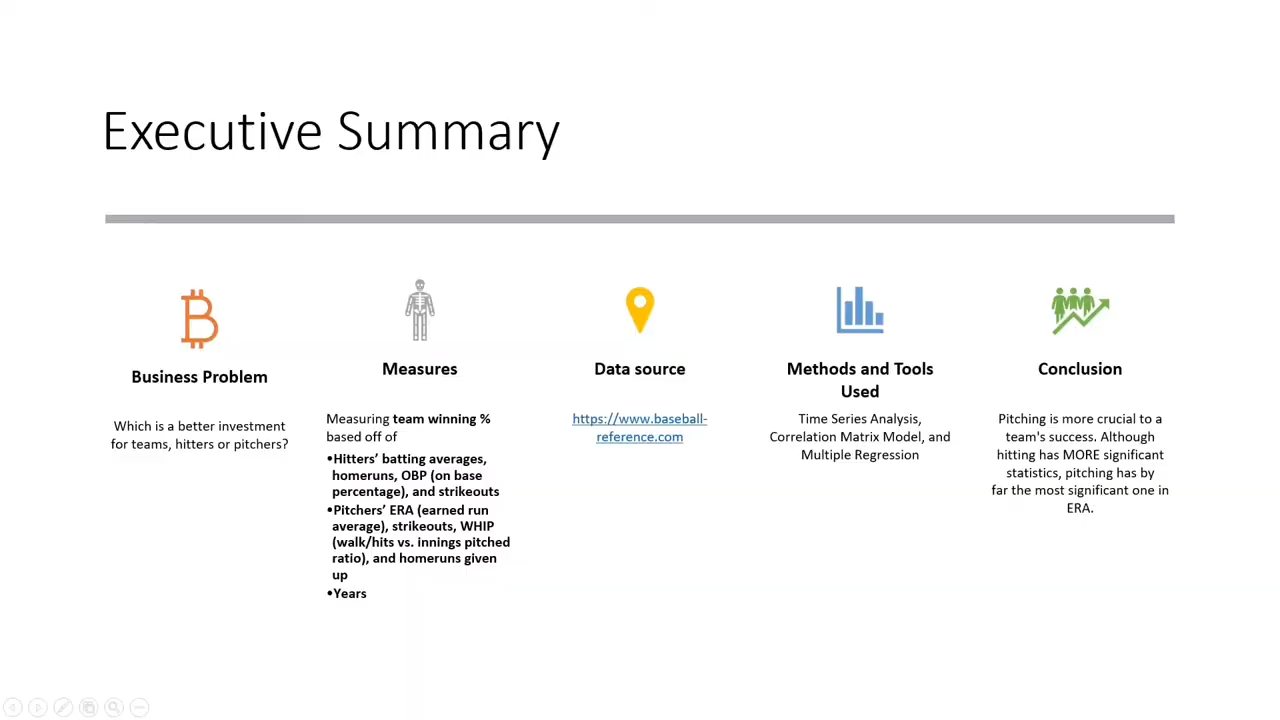 Executive Summary
Business Problem
Which is a better investment
for teams, hitters or pitchers?
Measures
Measuring team winning %
based off of
•Hitters’ batting averages,
homeruns, OBP (on base
percentage), and strikeouts
•Pitchers’ ERA (earned run
average), strikeouts, WHIP
(walk/hits vs. innings pitched
ratio), and homeruns given
up
•Years
Data source
https://www.baseball-
reference.com
Methods and Tools
Used
Time Series Analysis,
Correlation Matrix Model, and
Multiple Regression
Conclusion
Pitching is more crucial to a
team's success. Although
hitting has MORE significant
statistics, pitching has by
far the most significant one in
ERA.